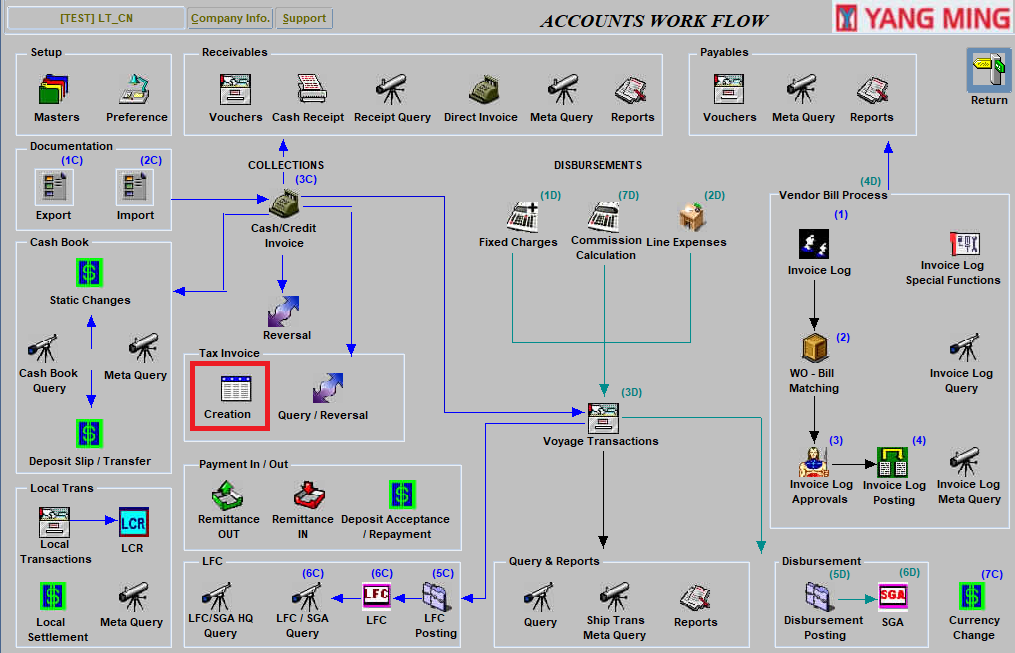 [TEST] LT_CN
Company Info.
Support
ACCOUNTS WORK FLOW
YANG MING
Setup
Masters
Preference
Receivables
Vouchers
Cash Receipt
Receipt Query
Direct Invoice
Meta Query
Reports
Payables
Vouchers
Meta Query
Reports
Return
Documentation
(1C)
(2C)
Export
Import
COLLECTIONS
(3C)
Cash/Credit
Invoice
Reversal
DISBURSEMENTS
(1D)
(7D)
(2D)
Fixed Charges
Commission
Calculation
Line Expenses
(4D)
Vendor Bill Process
(1)
Invoice Log
Invoice Log
Special Functions
(2)
WO - Bill
Matching
Invoice Log
Query
(3)
(4)
Invoice Log
Approvals
Invoice Log
Posting
Invoice Log
Meta Query
Cash Book
Static Changes
Cash Book
Query
Meta Query
Deposit Slip / Transfer
Tax Invoice
Creation
Query / Reversal
(3D)
Voyage Transactions
Payment In / Out
Remittance
OUT
Remittance
IN
Deposit Acceptance
/ Repayment
Local Trans
LCR
Local
Transactions
LCR
Local
Settlement
Meta Query
LFC
(6C)
(6C)
(5C)
LFC
LFC/SGA HQ
Query
LFC / SGA
Query
LFC
LFC
Posting
Query & Reports
Query
Ship Trans
Meta Query
Reports
Disbursement
(5D)
(6D)
SGA
Disbursement
Posting
SGA
(7C)
Currency
Change